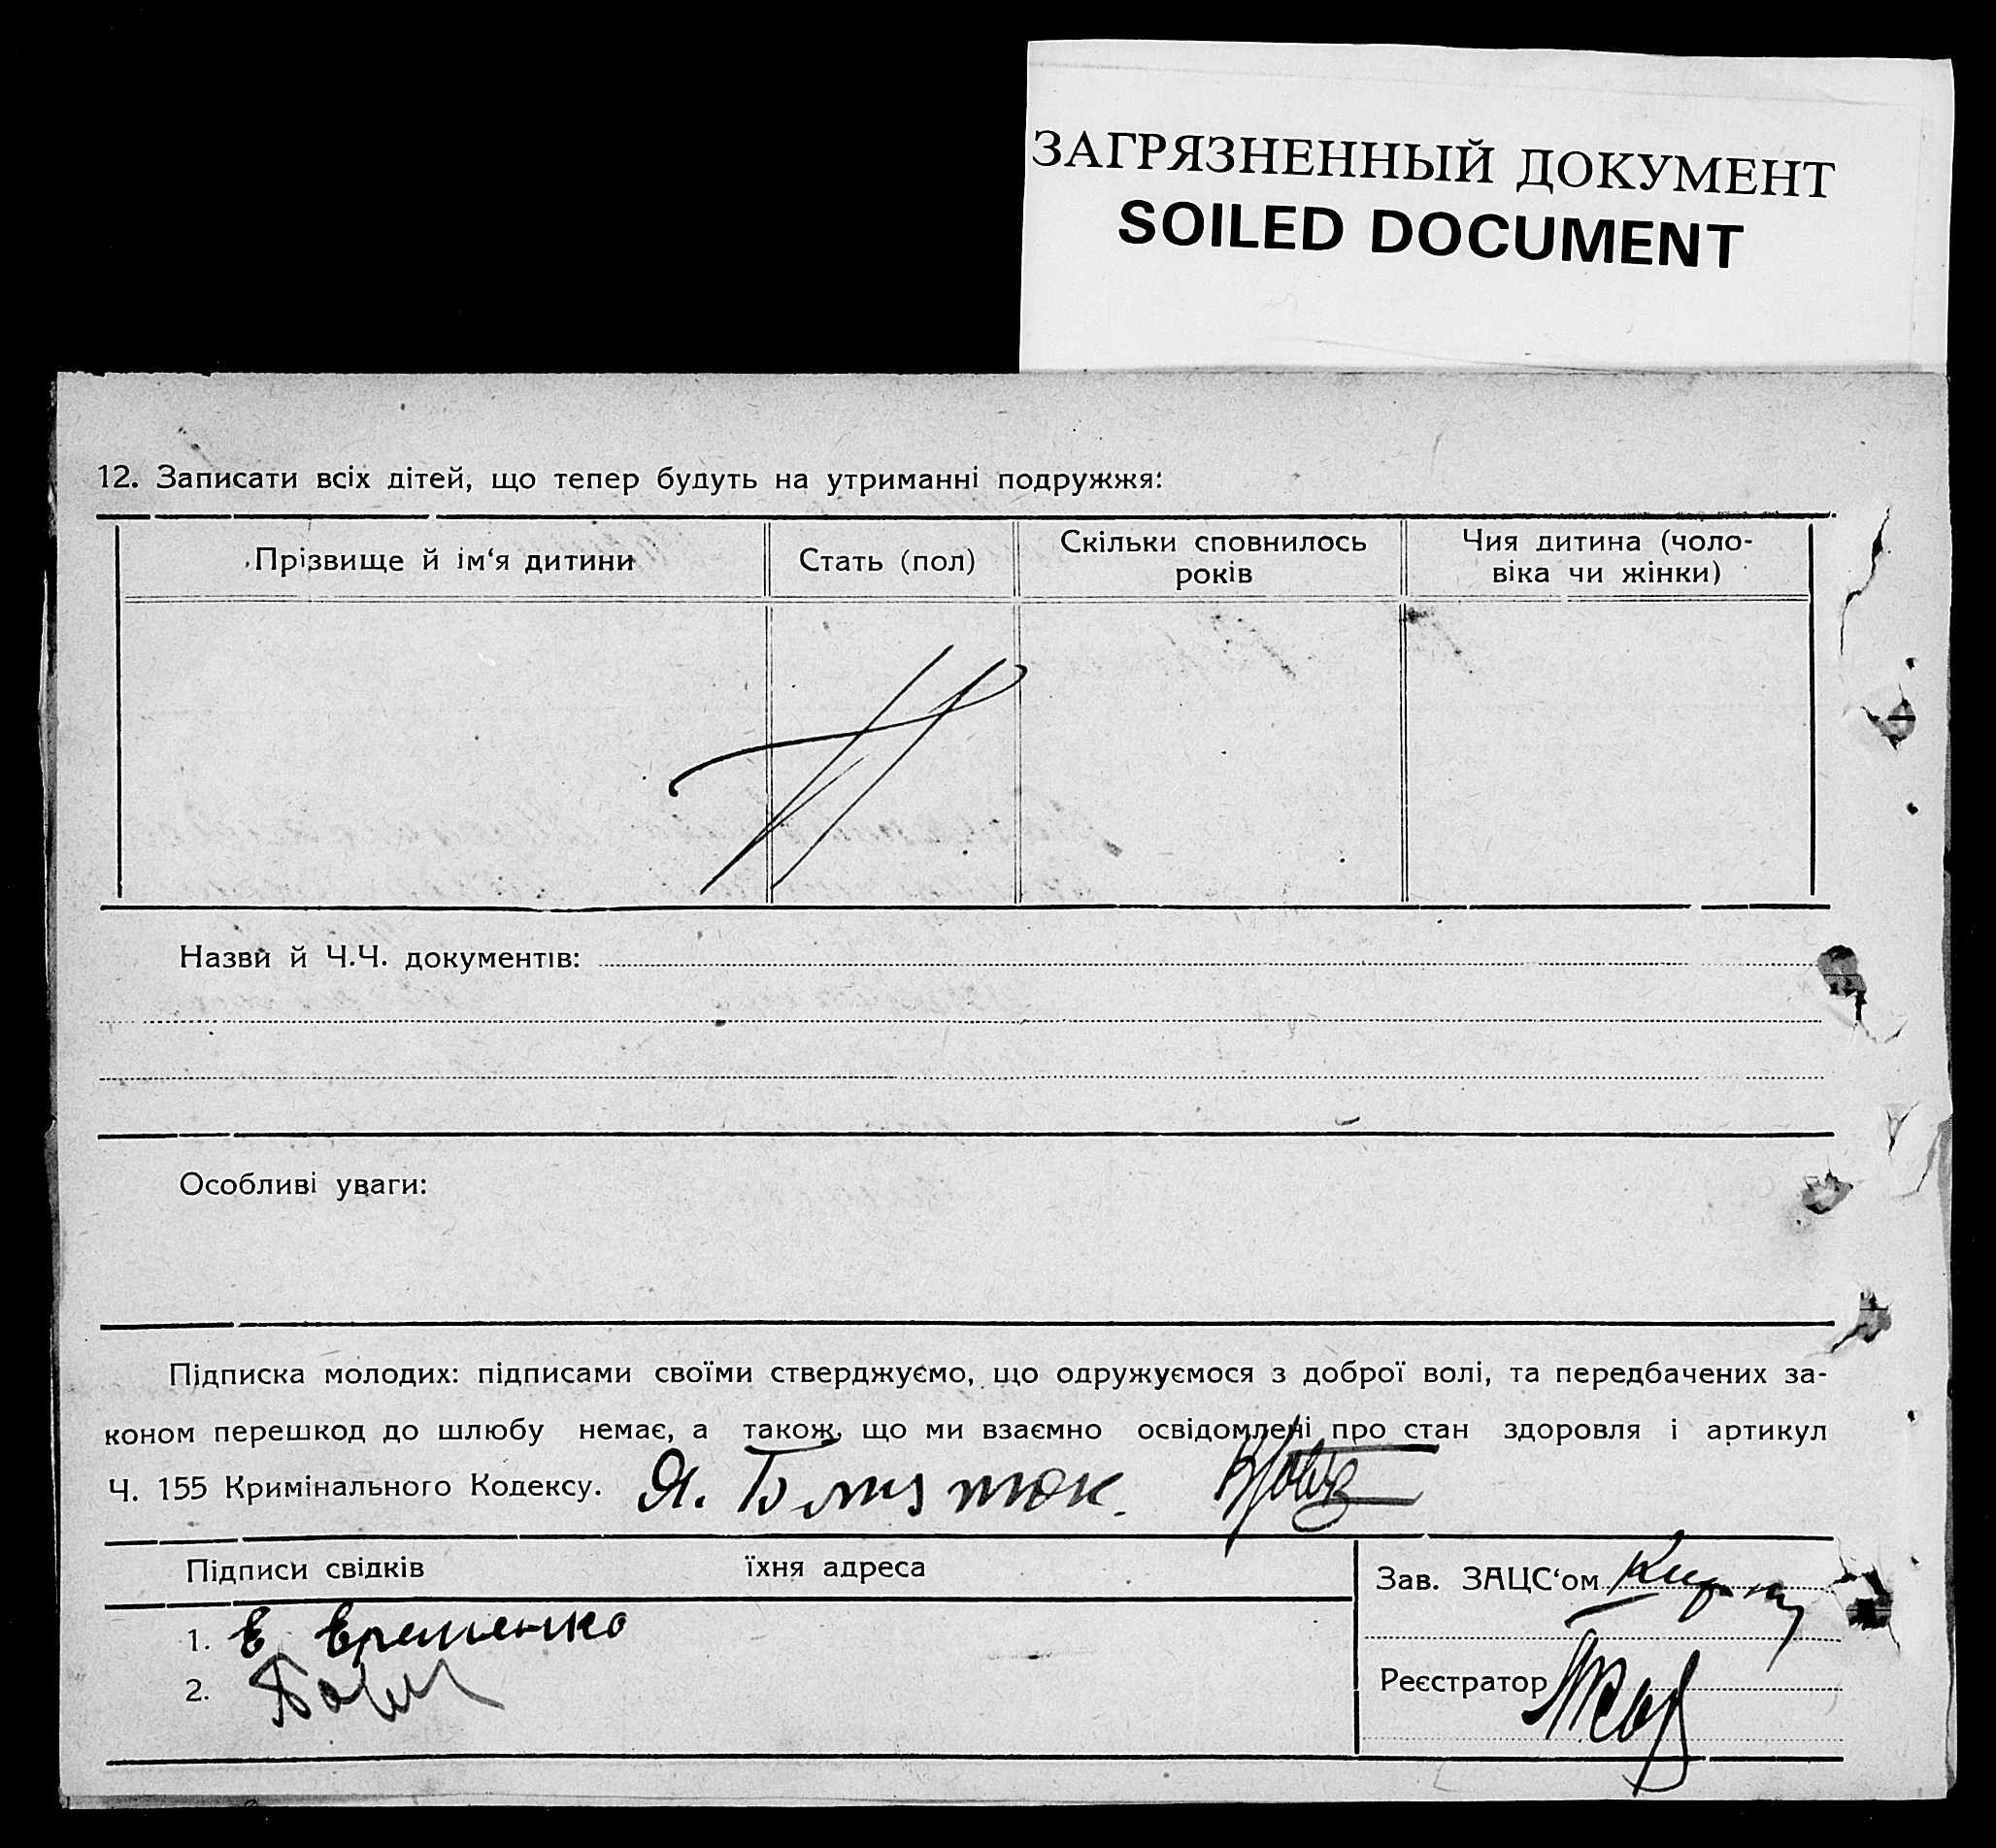 ЗАГРЯЗНЕННЫЙ ДОКУМЕНТ
SOILED DOCUMENT
12. Записати всіх дітей, що тепер будуть на утриманні подружжя:
Прізвище й ім‘я дитини
Стать (пол)
Скільки сповнилось
років
Чия дитина (чоло-
віка чи жінки)
Назви й Ч.Ч. документів:
Особливі уваги:
Підписка молодих: підписами своїми стверджуємо, що одружуємося з доброї волі, та передбачених за-
коном перешкод до шлюбу немає, а також, що ми взаємно освідомлені про стан здоровля і артикул
Ч. 155 Кримінального Кодексу. Я. Близнюк.
Підписи свідків їхня адреса
Зав. ЗАЦС‘ом
1. Е Еременко
2.
Реєстратор